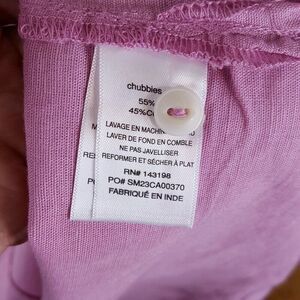 chubbies
55%
45%
LAVAGE EN MACHIN
LAVER DE FOND EN COMBLE
NE PAS JAVELLISER
REFORMER ET SÉCHER À PLAT
RN# 143198
PO# SM23CA00370
FABRIQUÉ EN INDE